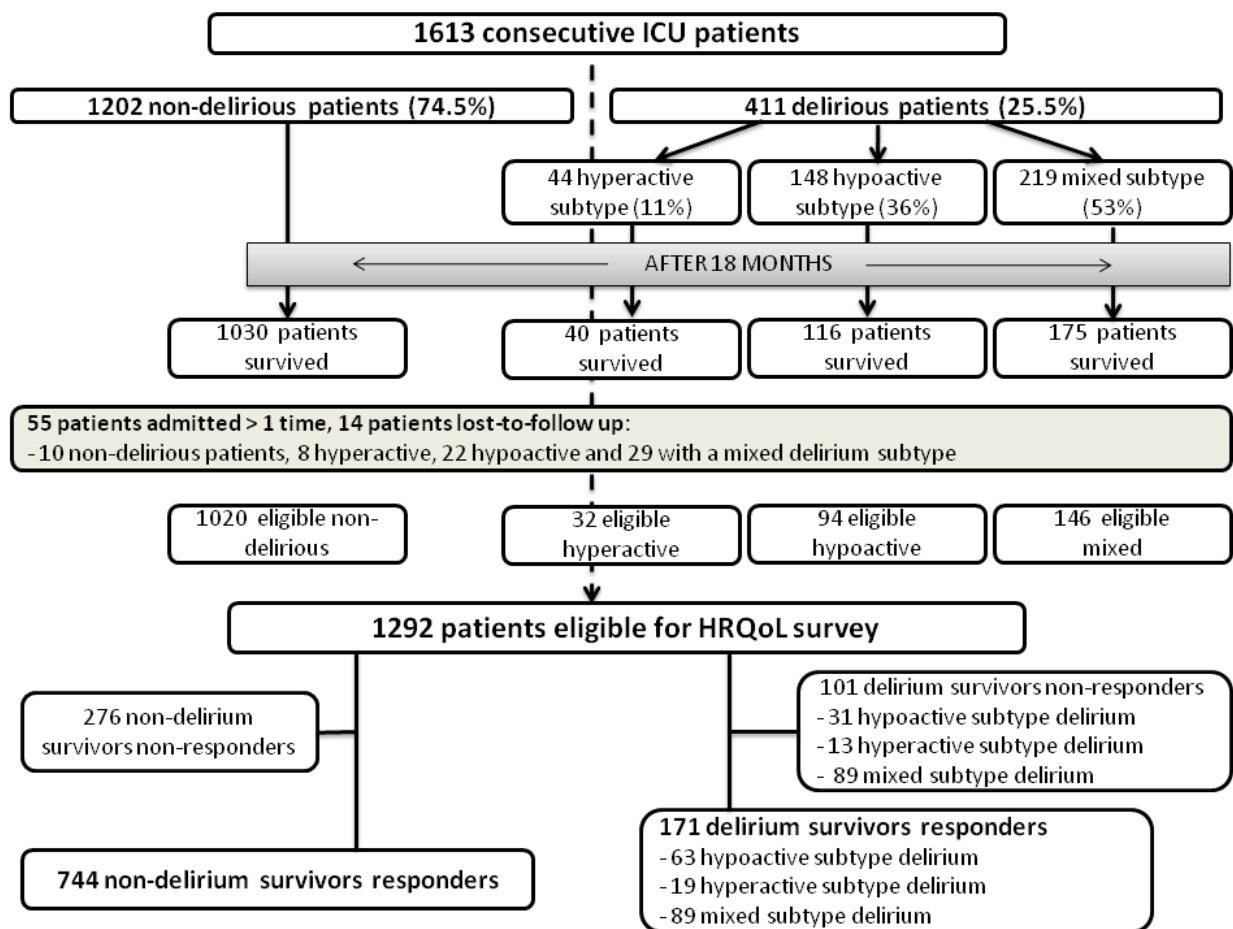 1613 consecutive ICU patients
1202 non-delirious patients (74.5%)
411 delirious patients (25.5%)
44 hyperactive
subtype (11%)
148 hypoactive
subtype (36%)
219 mixed subtype
(53%)
AFTER 18 MONTHS
1030 patients
survived
40 patients
survived
116 patients
survived
175 patients
survived
55 patients admitted > 1 time, 14 patients lost-to-follow up:
- 10 non-delirious patients, 8 hyperactive, 22 hypoactive and 29 with a mixed delirium subtype
1020 eligible non-
delirious
32 eligible
hyperactive
94 eligible
hypoactive
146 eligible
mixed
1292 patients eligible for HRQoL survey
276 non-delirium
survivors non-responders
101 delirium survivors non-responders
- 31 hypoactive subtype delirium
- 13 hyperactive subtype delirium
- 89 mixed subtype delirium
744 non-delirium survivors responders
171 delirium survivors responders
- 63 hypoactive subtype delirium
- 19 hyperactive subtype delirium
- 89 mixed subtype delirium